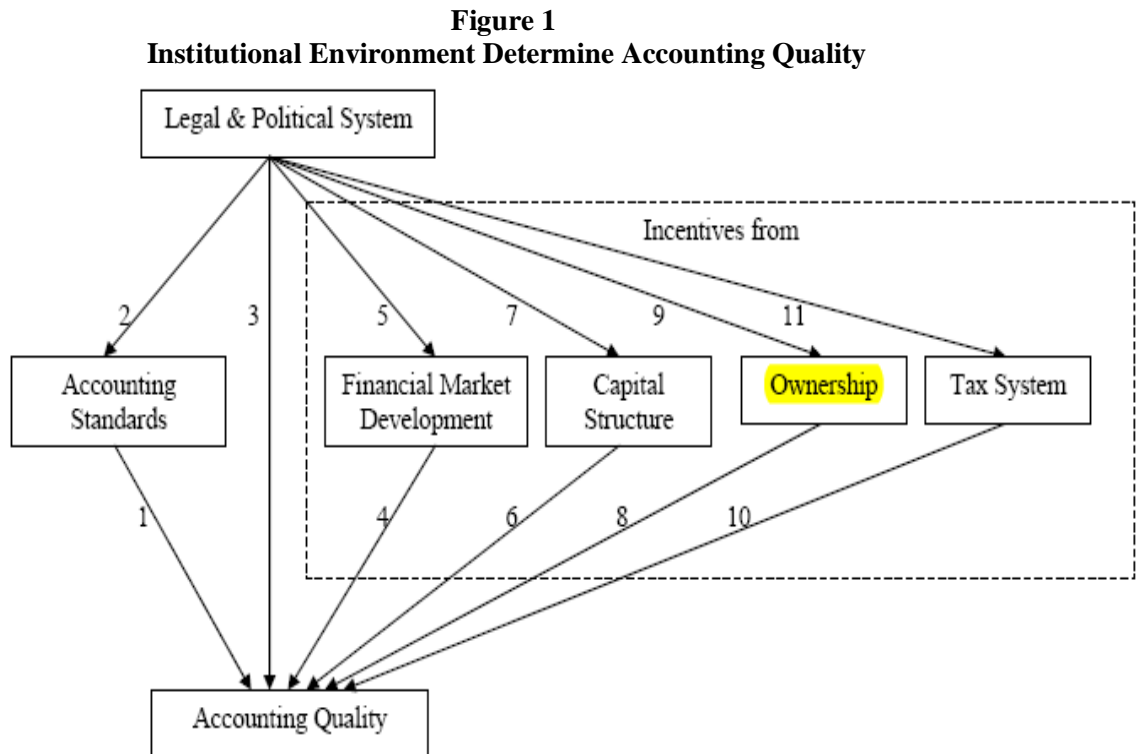 Figure 1
Institutional Environment Determine Accounting Quality
Legal & Political System
Incentives from
2
3
5
7
9
11
Accounting
Standards
Financial Market
Development
Capital
Structure
Ownership
Tax System
1
4
6
8
10
Accounting Quality